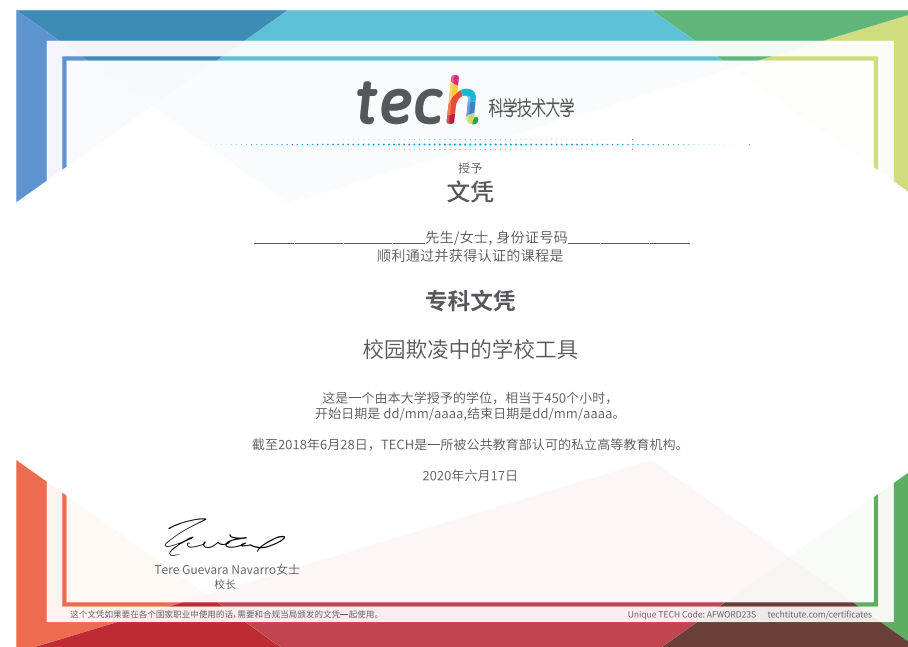 tech 科学技术大学
授予
文凭
______________________先生/女士, 身份证号码________________
顺利通过并获得认证的课程是
专科文凭
校园欺凌中的学校工具
这是一个由本大学授予的学位，相当于450个小时，
开始日期是 dd/mm/aaaa,结束日期是dd/mm/aaaa。
截至2018年6月28日，TECH是一所被公共教育部认可的私立高等教育机构。
2020年六月17日
Tere Guevara Navarro女士
校长
这个文凭如果要在各个国家职业中使用的话,需要和合规当局颁发的文凭一起使用。
Unique TECH Code: AFWORD23S techtitute.com/certificates